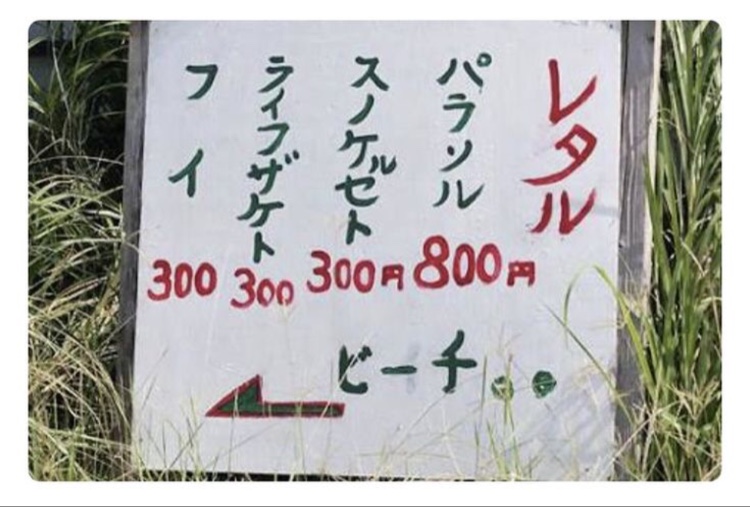 レタル
パラソル
800円
スノケルセト
300円
ライフザケト
300
フイ
300
ビーチ..